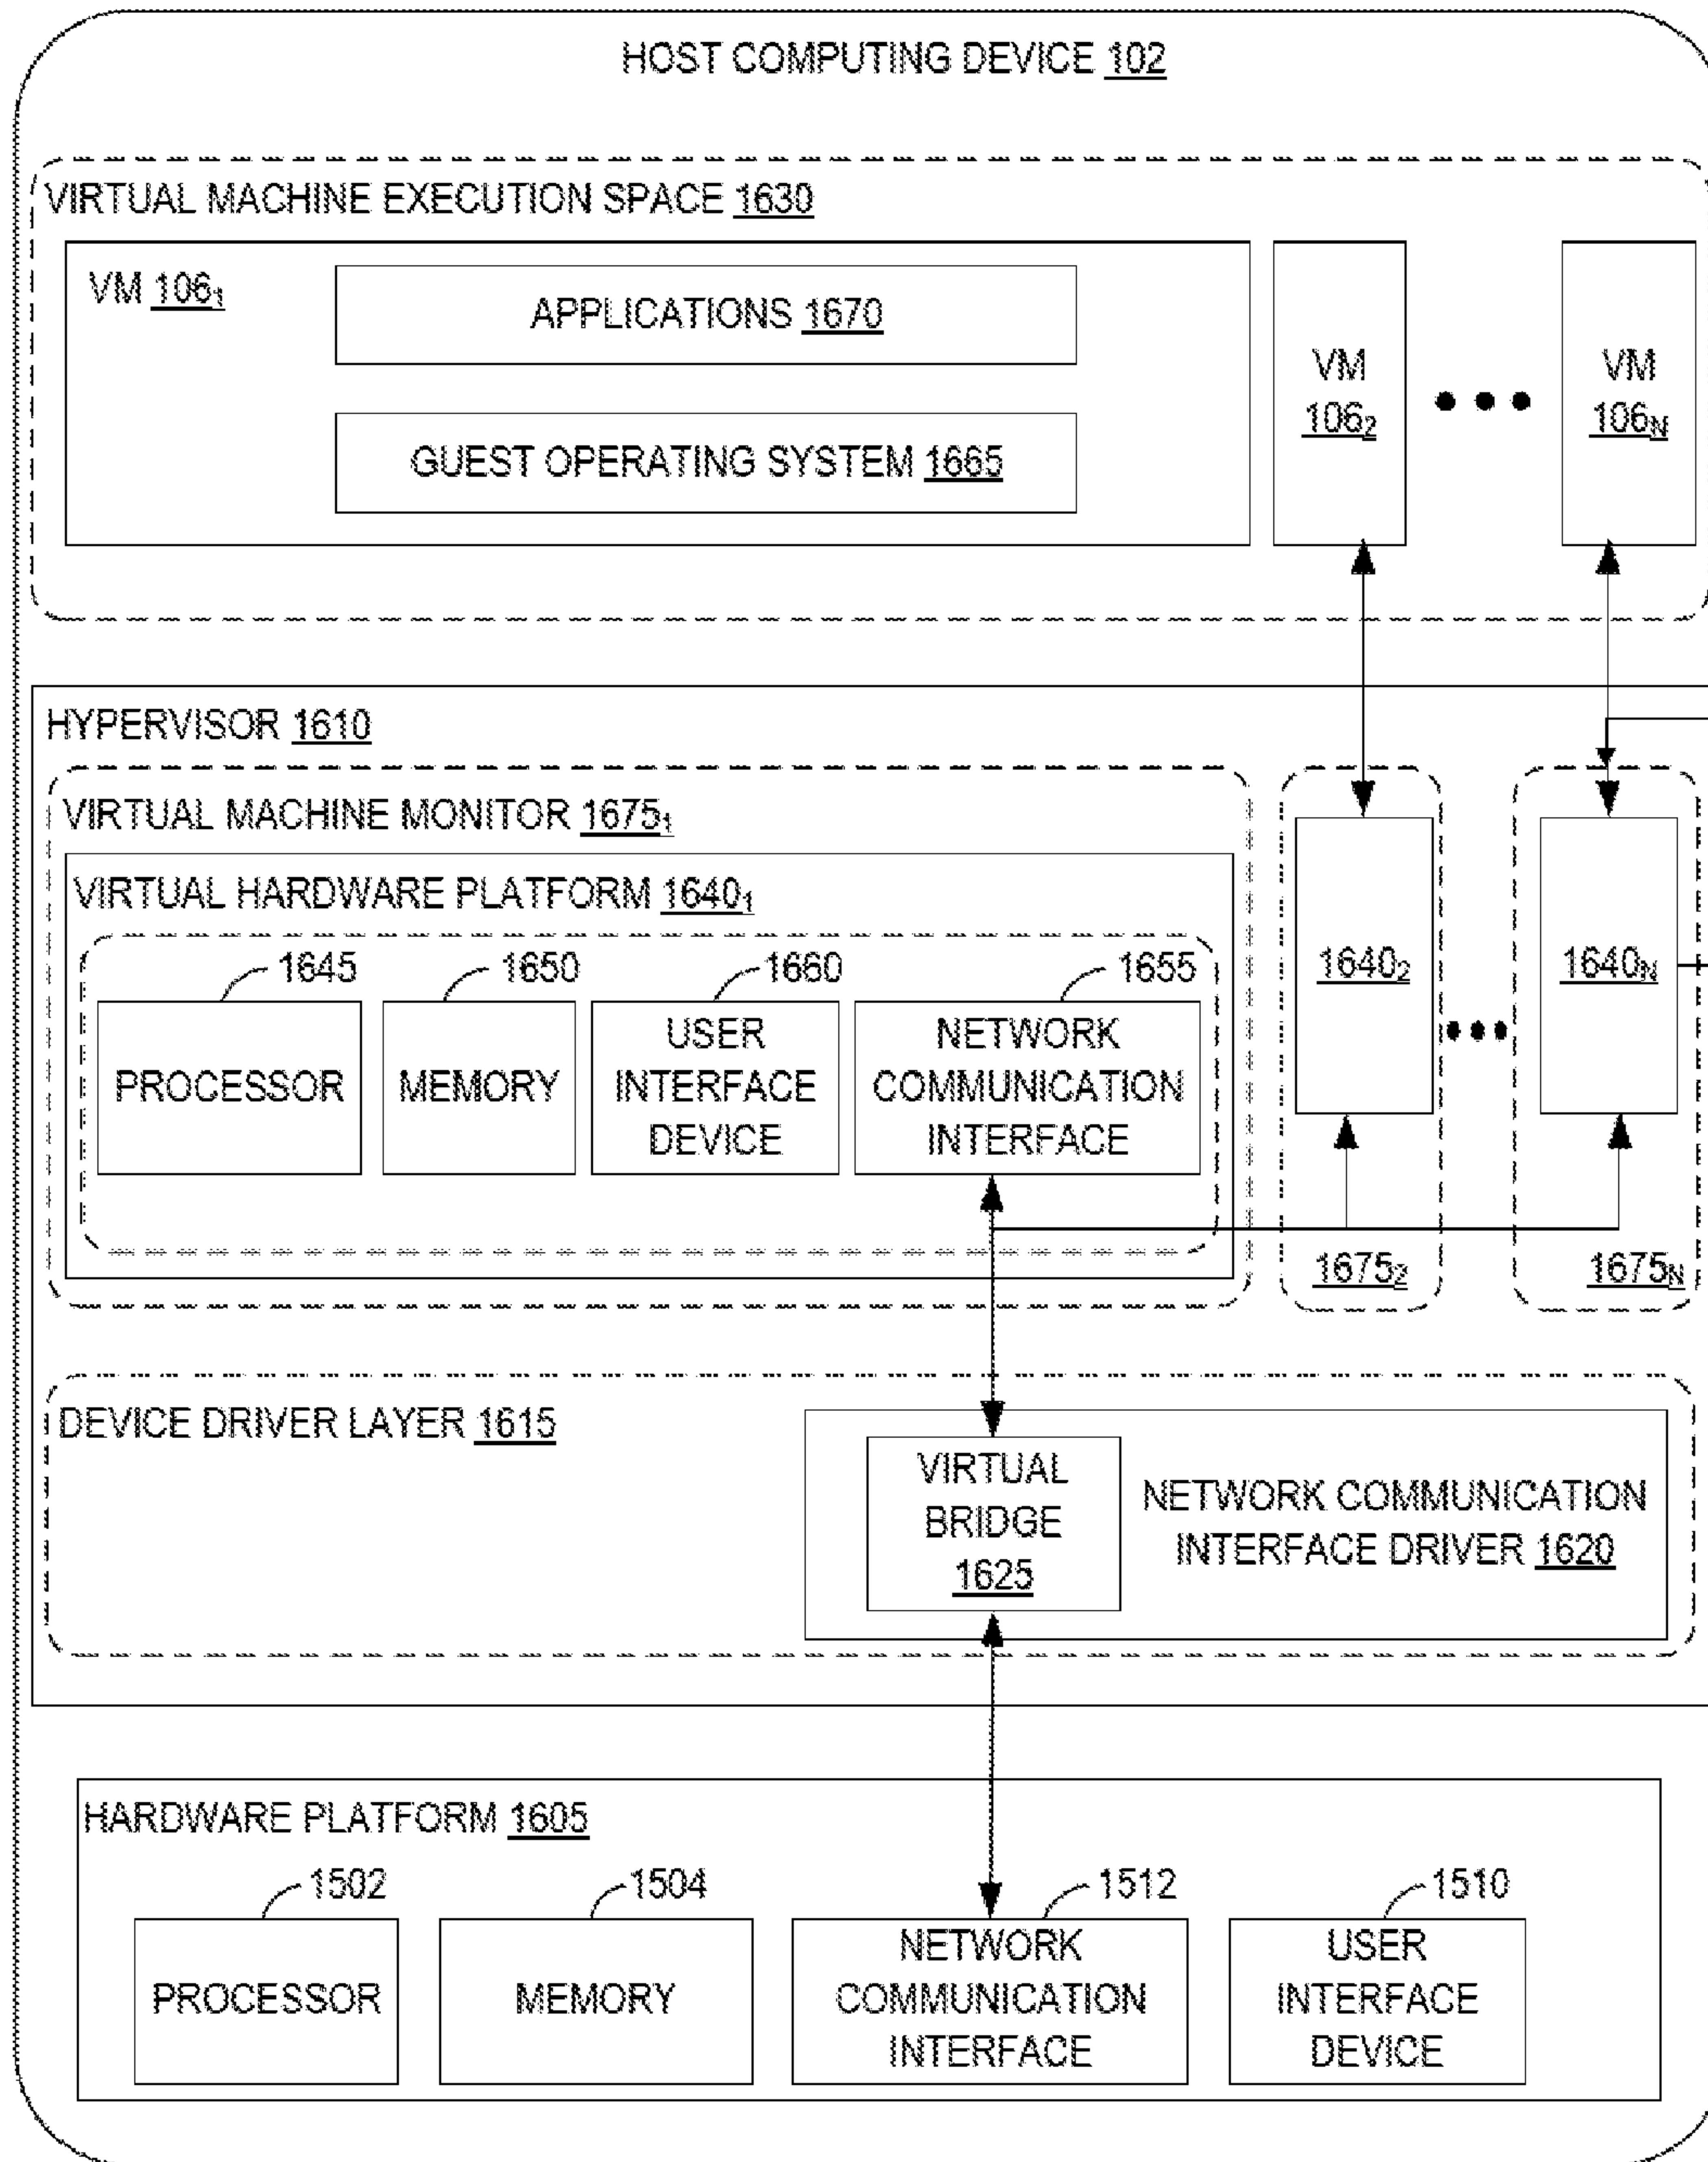 HOST COMPUTING DEVICE 102
VIRTUAL MACHINE EXECUTION SPACE 1630
VM 106₁
APPLICATIONS 1670
GUEST OPERATING SYSTEM 1665
VM
106₂
VM
106_N
HYPERVISOR 1610
VIRTUAL MACHINE MONITOR 1675₁
VIRTUAL HARDWARE PLATFORM 1640₁
1645
1650
1660
1655
PROCESSOR
MEMORY
USER
INTERFACE
DEVICE
NETWORK
COMMUNICATION
INTERFACE
1640₂
1640_N
1675₂
1675_N
DEVICE DRIVER LAYER 1615
VIRTUAL
BRIDGE
1625
NETWORK COMMUNICATION
INTERFACE DRIVER 1620
HARDWARE PLATFORM 1605
1502
1504
1512
1510
PROCESSOR
MEMORY
NETWORK
COMMUNICATION
INTERFACE
USER
INTERFACE
DEVICE